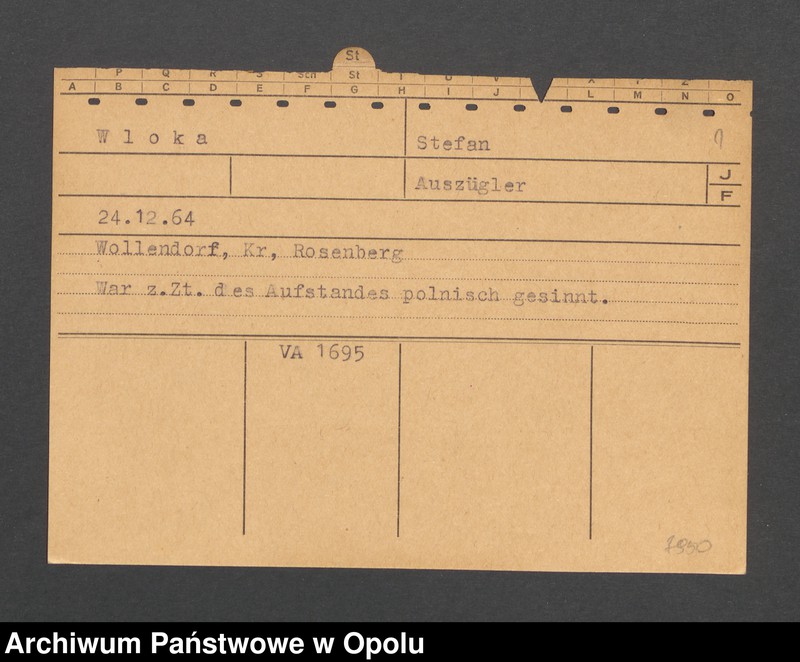 St
P Q R S Sch St T U V X Y Z
A B C D E F G H I J L M N O
Wloka Stefan
Auszügler J
F
24.12.64
Wollendorf, Kr, Rosenberg
War z.Zt. des Aufstandes polnisch gesinnt.
VA 1695
Archiwum Państwowe w Opolu